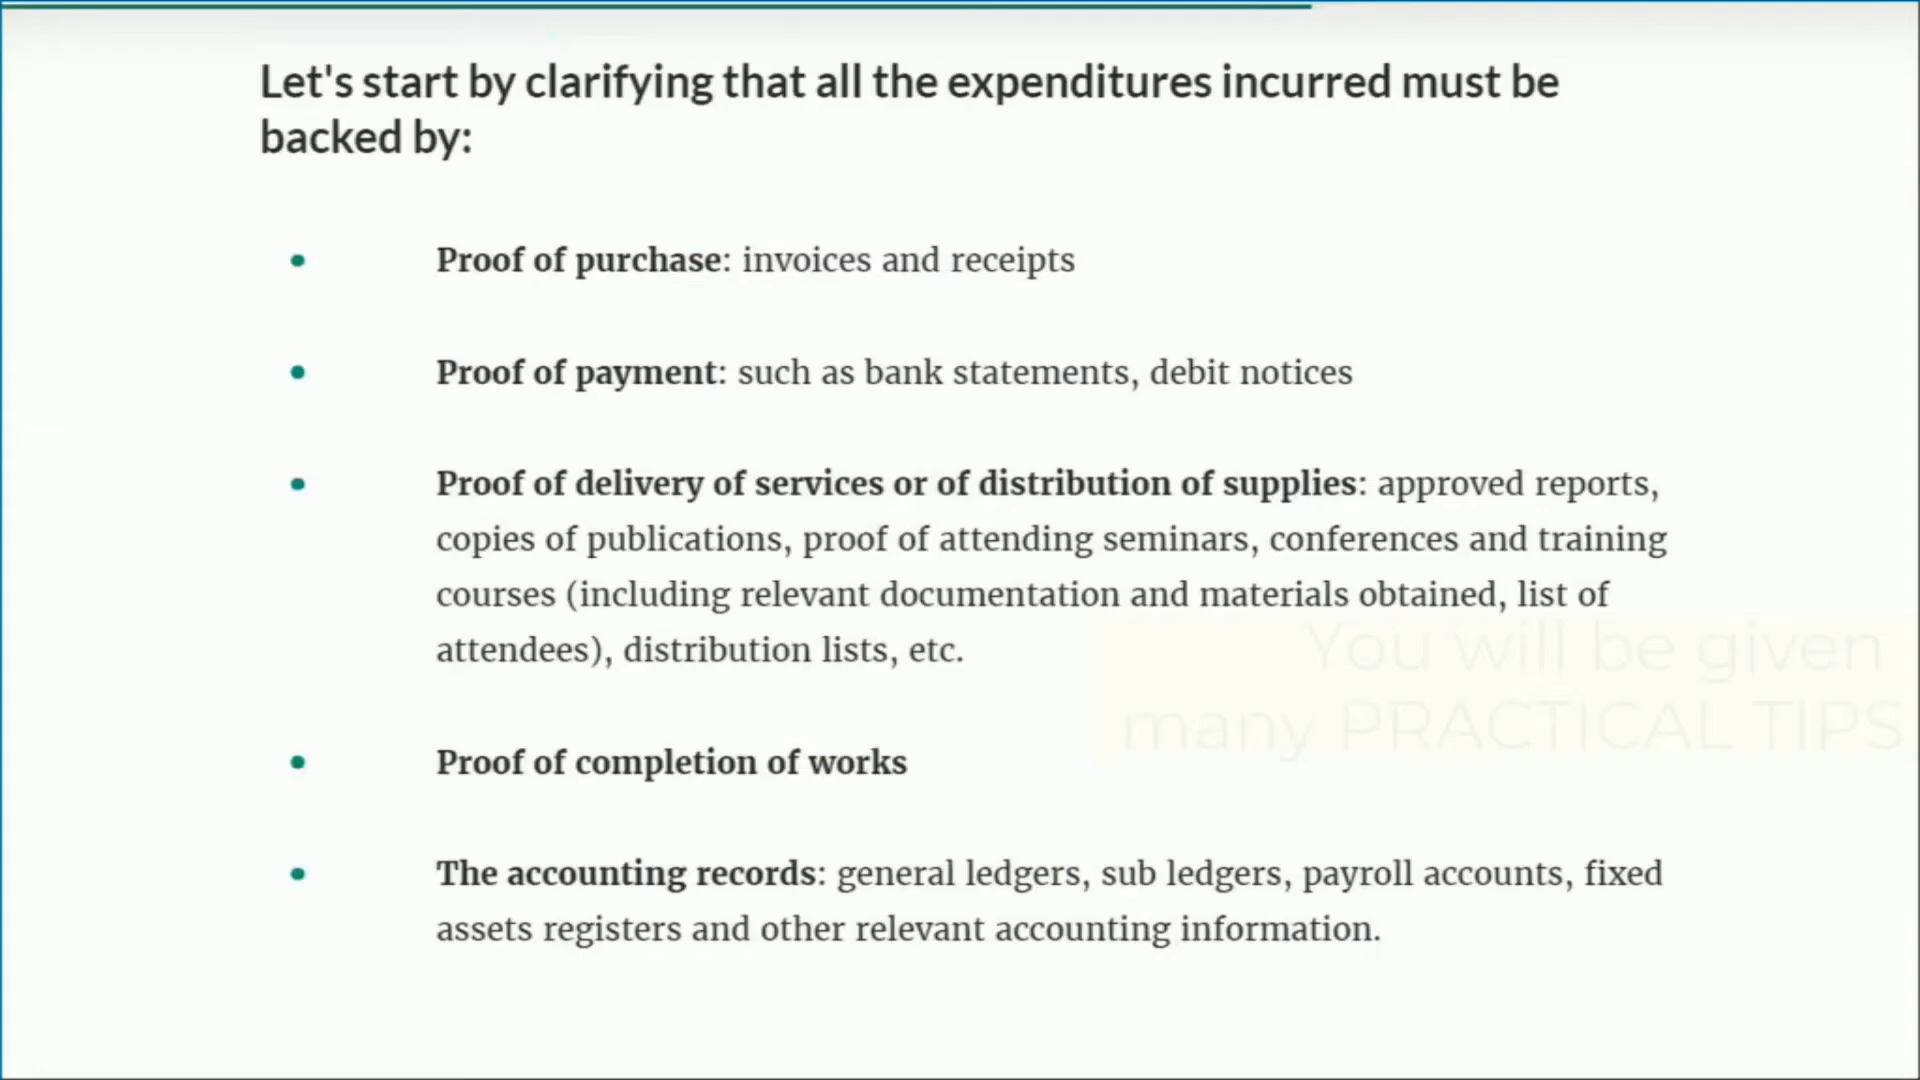 Let's start by clarifying that all the expenditures incurred must be
backed by:
Proof of purchase: invoices and receipts
Proof of payment: such as bank statements, debit notices
Proof of delivery of services or of distribution of supplies: approved reports,
copies of publications, proof of attending seminars, conferences and training
courses (including relevant documentation and materials obtained, list of
attendees), distribution lists, etc.
You will be given
many PRACTICAL TIPS
Proof of completion of works
The accounting records: general ledgers, sub ledgers, payroll accounts, fixed
assets registers and other relevant accounting information.